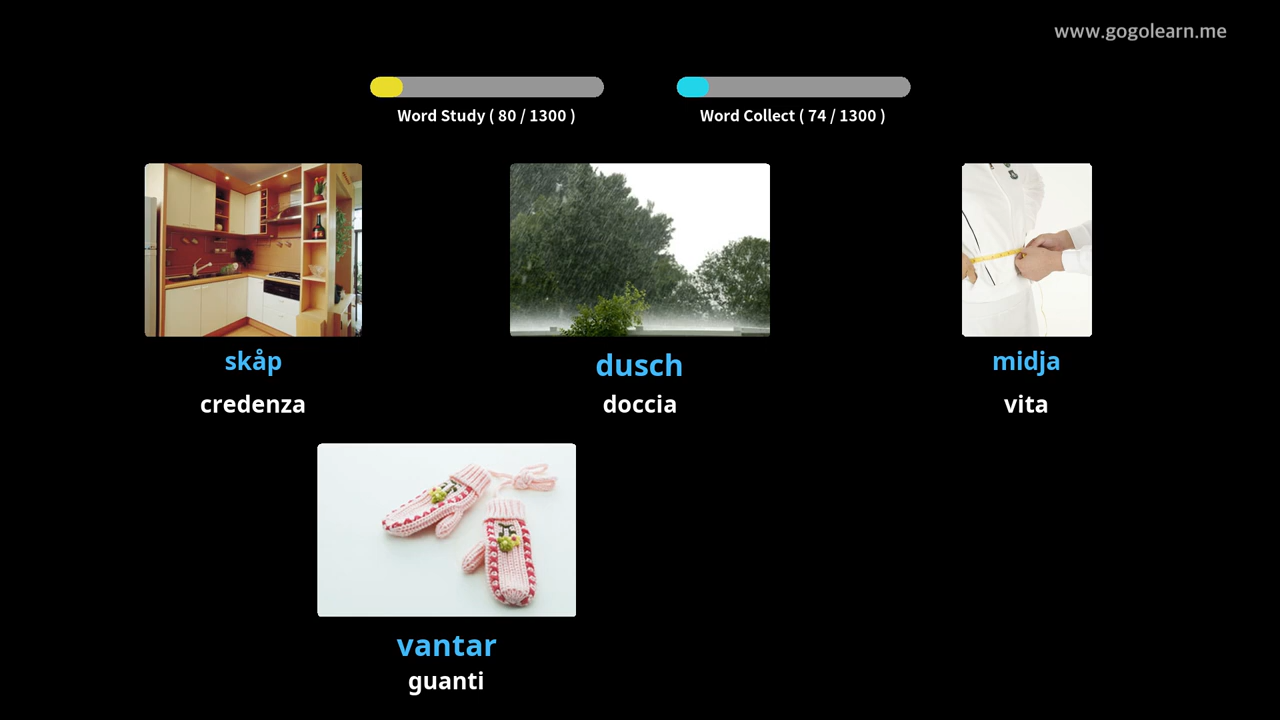 www.gogolearn.me
Word Study ( 80 / 1300 )
Word Collect ( 74 / 1300 )
skåp
dusch
midja
credenza
doccia
vita
vantar
guanti